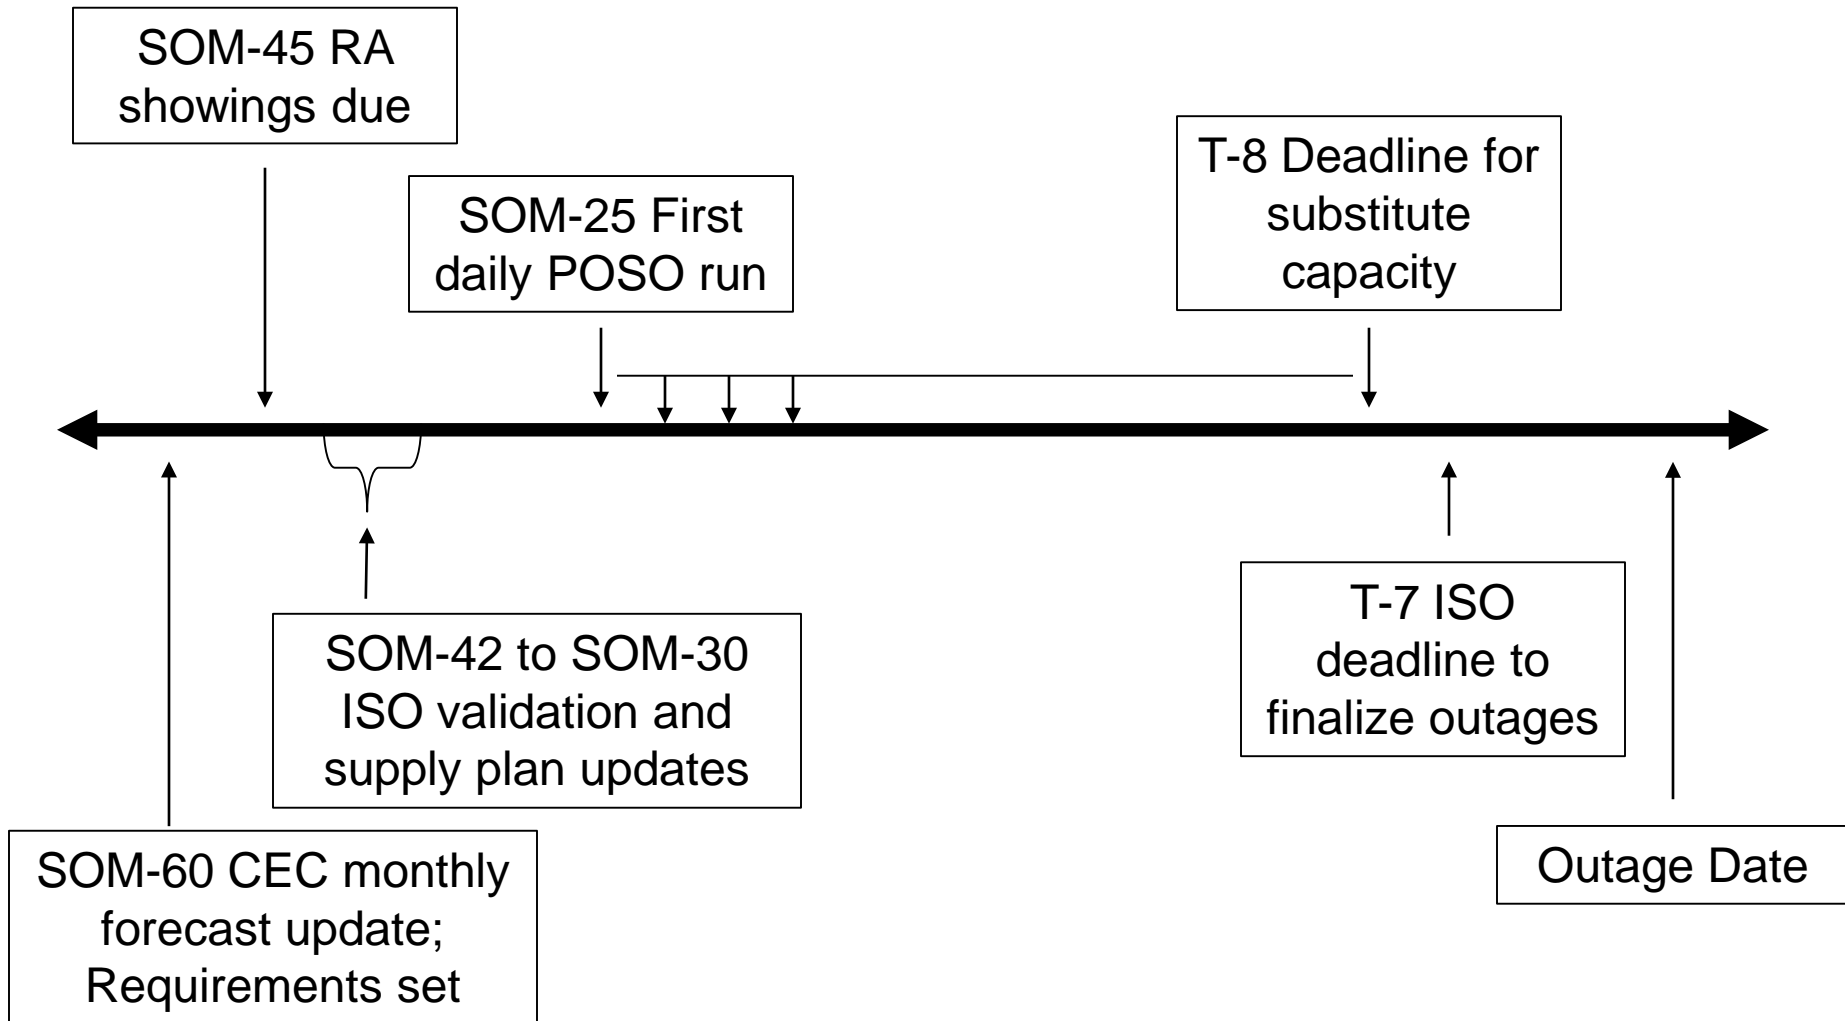 SOM-45 RA
showings due
SOM-25 First
daily POSO run
T-8 Deadline for
substitute
capacity
SOM-42 to SOM-30
ISO validation and
supply plan updates
T-7 ISO
deadline to
finalize outages
SOM-60 CEC monthly
forecast update;
Requirements set
Outage Date